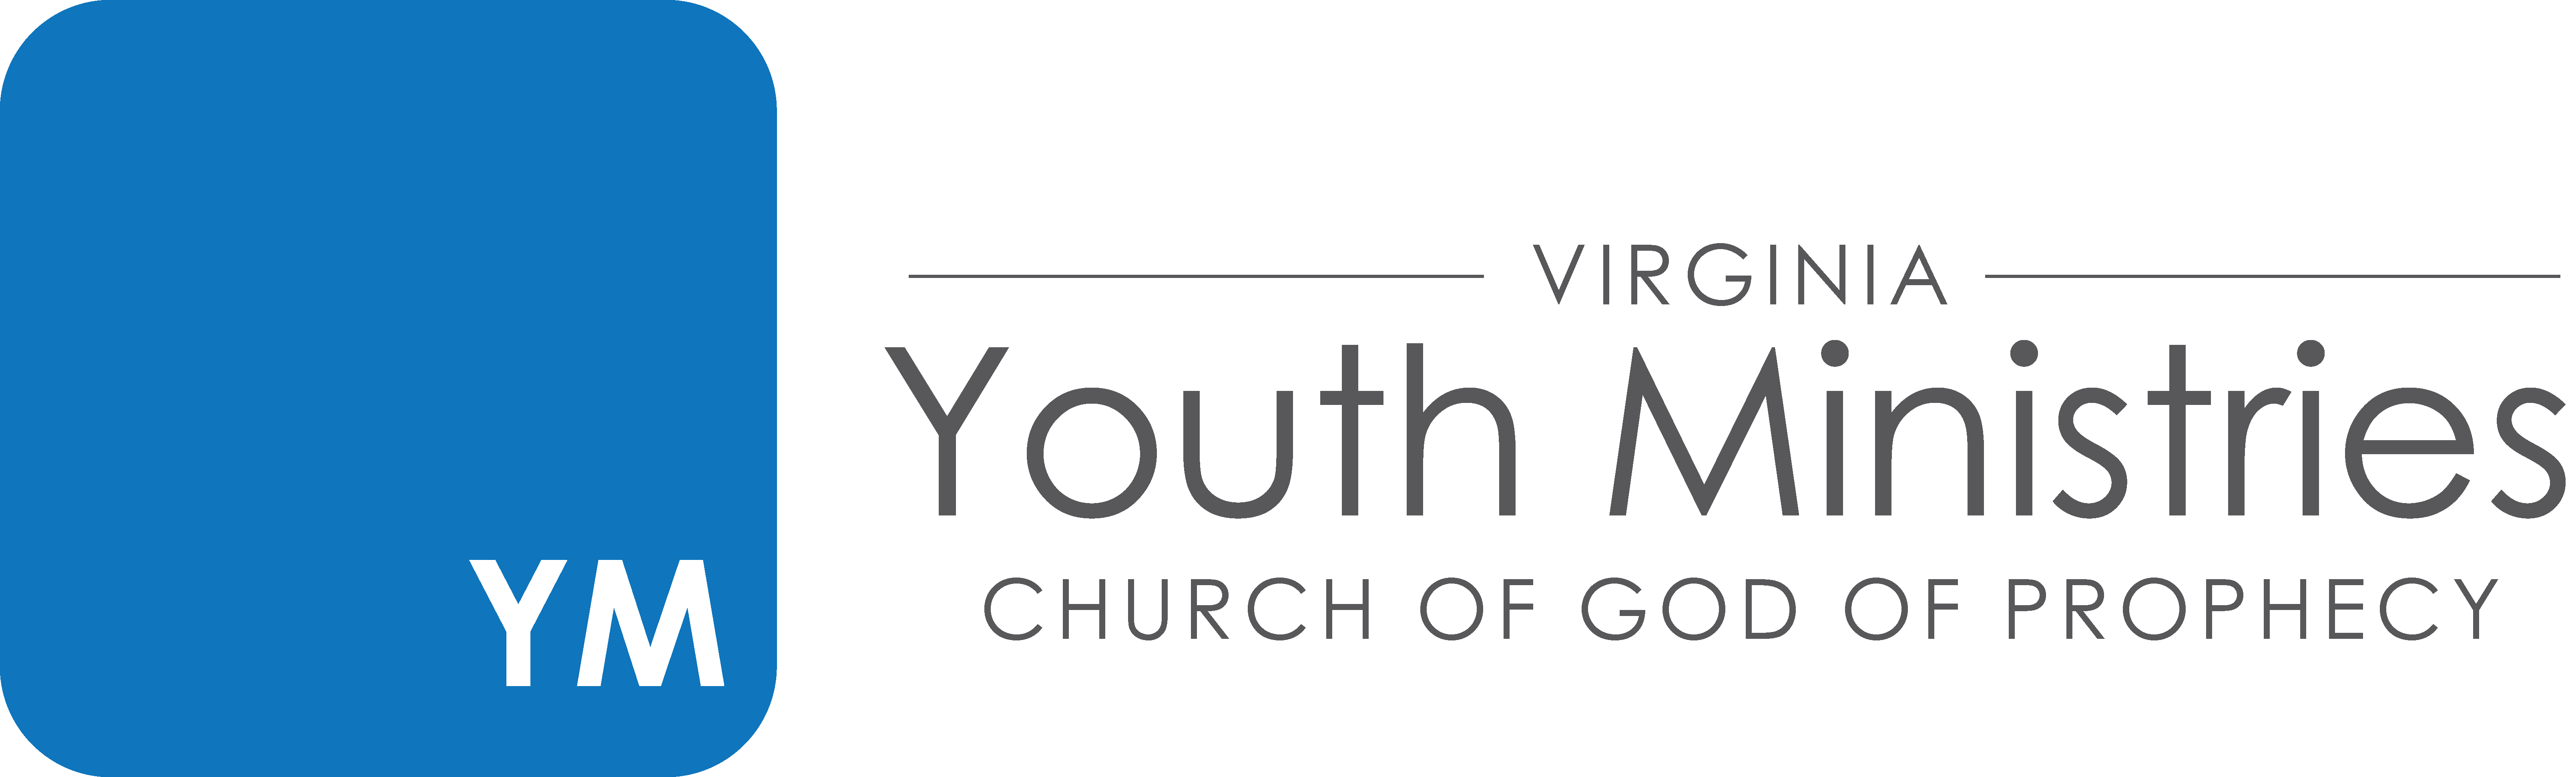 YM
VIRGINIA
Youth Ministries
CHURCH OF GOD OF PROPHECY